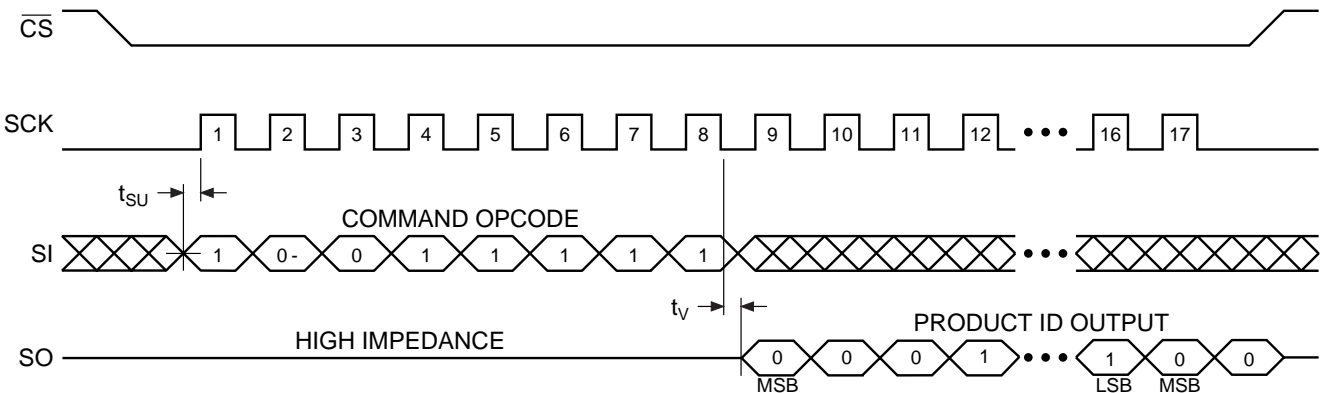 CS
SCK 1 2 3 4 5 6 7 8 9 10 11 12 ••• 16 17
tSU
COMMAND OPCODE
SI 1 0- 0 1 1 1 1 1 •••
tV
HIGH IMPEDANCE
PRODUCT ID OUTPUT
SO 0 0 0 1 ••• 1 0 0
MSB LSB MSB